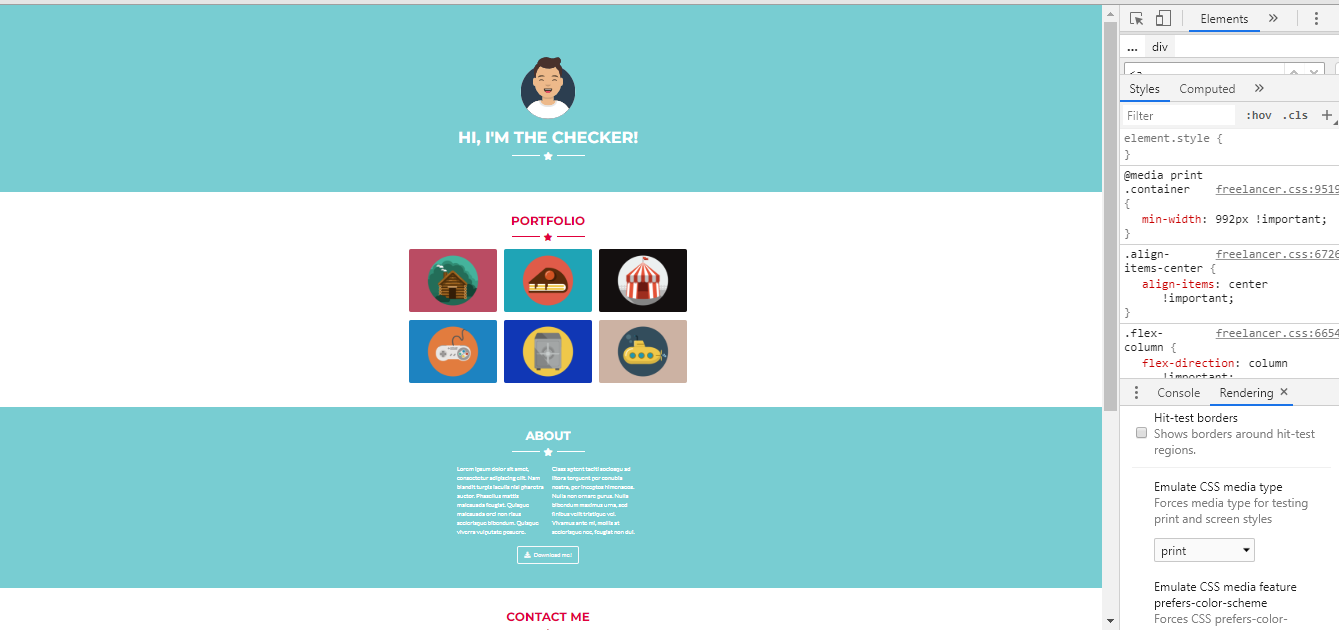 HI, I'M THE CHECKER!
PORTFOLIO
ABOUT
Lorem ipsum dolor sit amet,
consectetur adipiscing elit. Nam
blandit turpis iaculis nisl pharetra
auctor. Phasellus mattis
malesuada feugiat. Quisque
malesuada orci non risus
scelerisque bibendum. Quisque
viverra vulputate posuere.
Class aptent taciti sociosqu ad
litora torquent per conubia
nostra, per inceptos himenaeos.
Nulla non ornare purus. Nulla
bibendum maximus urna, sed
finibus velit tristique vel.
Vivamus ante mi, mollis at
scelerisque nec, feugiat non dui.
Download me!
CONTACT ME
Elements »
... div
Styles Computed »
Filter :hov .cls +
element.style {
}
@media print
.container freelancer.css:9519
{
min-width: 992px !important;
}
.align- freelancer.css:6726
items-center {
align-items: center
!important;
}
.flex- freelancer.css:6654
column {
flex-direction: column
!important;
Console Rendering ×
Hit-test borders
Shows borders around hit-test
regions.
Emulate CSS media type
Forces media type for testing
print and screen styles
print
Emulate CSS media feature
prefers-color-scheme
Forces CSS prefers-color-